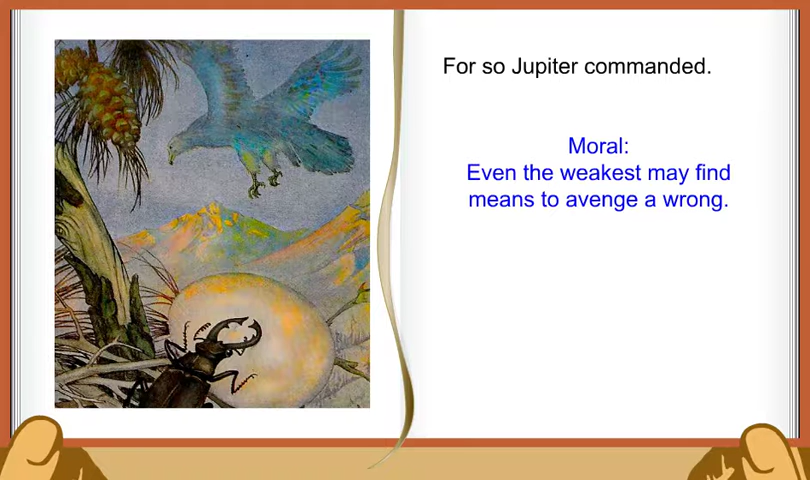 For so Jupiter commanded.
Moral:
Even the weakest may find
means to avenge a wrong.